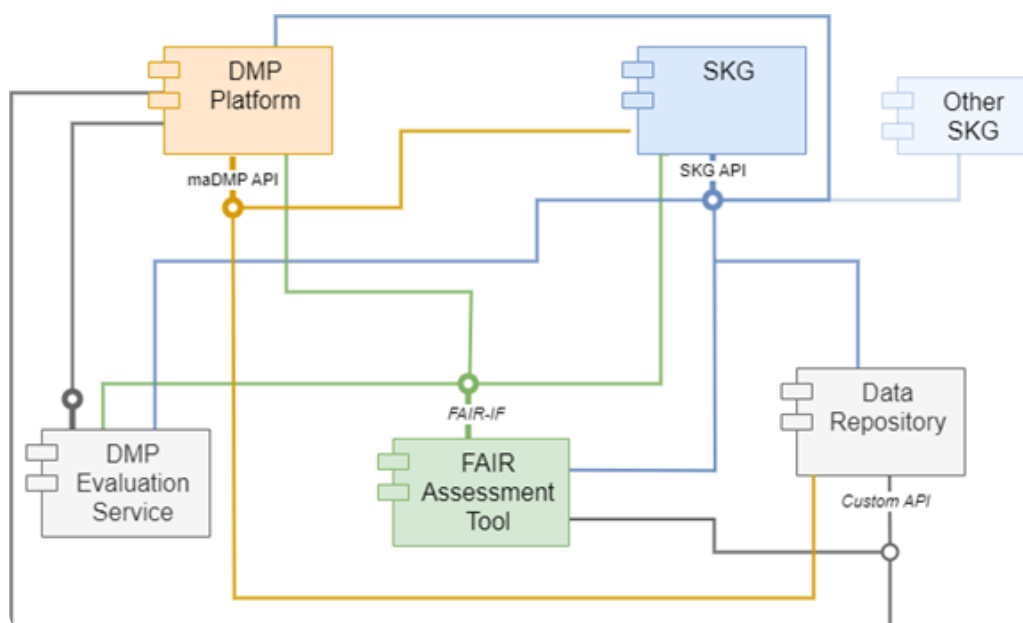 DMP
Platform
SKG
Other
SKG
maDMP API
SKG API
Data
Repository
FAIR-IF
DMP
Evaluation
Service
FAIR
Assessment
Tool
Custom API